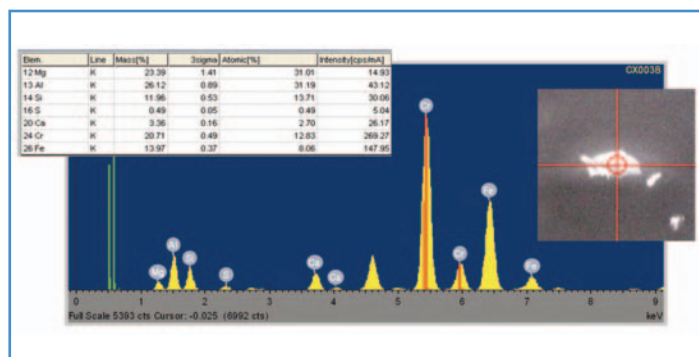 Elem. Line Mass[%] 3sigma Atomic[%] Intensity[cps/mA]
12 Mg K 23.39 1.41 31.01 14.93
13 Al K 26.12 0.89 31.19 43.12
14 Si K 11.96 0.53 13.71 30.06
16 S K 0.49 0.05 0.49 5.04
20 Ca K 3.36 0.16 2.70 26.17
24 Cr K 20.71 0.49 12.83 269.27
26 Fe K 13.97 0.37 8.06 147.95
CX003B
Cr
Fe
Al
Si
Mg
S
Ca
Ca
Cr
Fe
0 1 2 3 4 5 6 7 8 9
Full Scale 5393 cts Cursor: -0.025 (6992 cts) keV